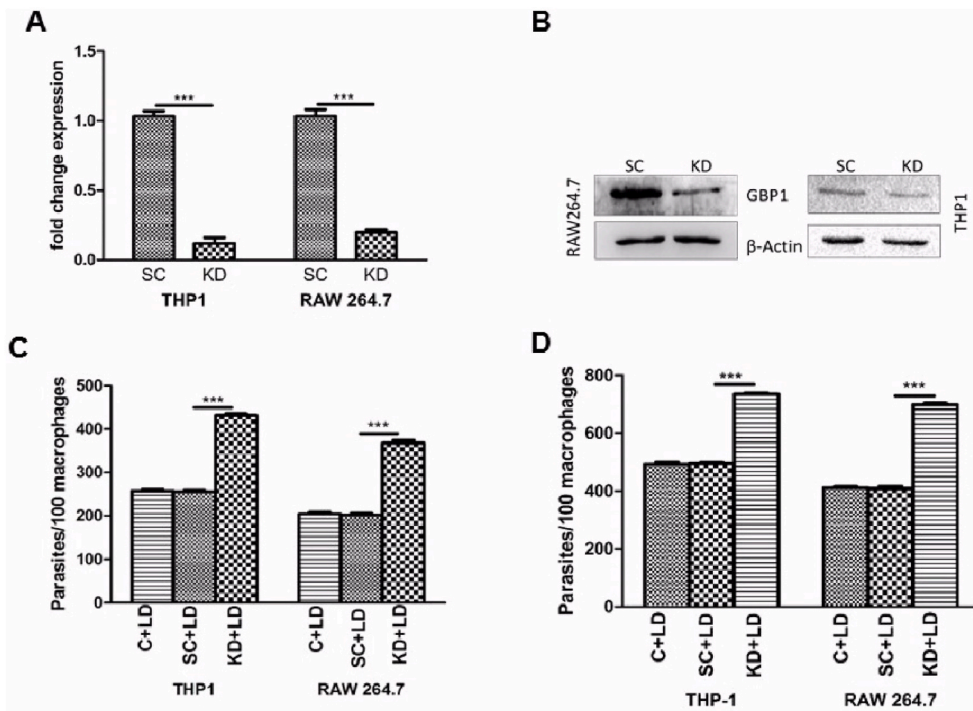 A
fold change expression
1.5
1.0
0.5
0.0
***
***
SC KD SC KD
THP1 RAW 264.7
B
SC KD SC KD
RAW264.7
GBP1
β-Actin
THP1
C
Parasites/100 macrophages
500
400
300
200
100
0
***
***
C+LD
SC+LD
KD+LD
C+LD
SC+LD
KD+LD
THP1 RAW 264.7
D
Parasites/100 macrophages
800
600
400
200
0
***
***
C+LD
SC+LD
KD+LD
C+LD
SC+LD
KD+LD
THP-1 RAW 264.7